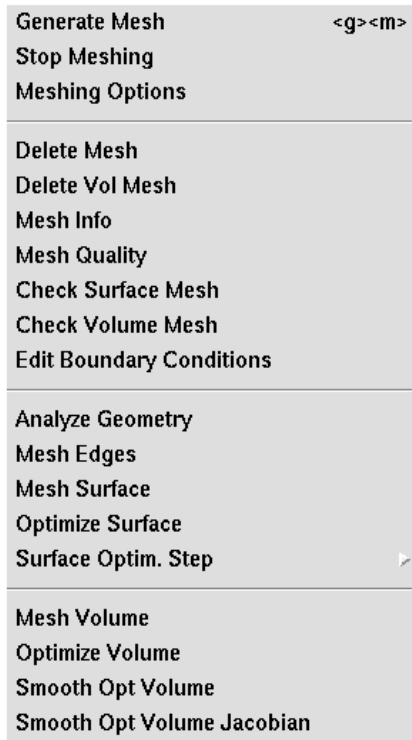 Generate Mesh <g><m>
Stop Meshing
Meshing Options
Delete Mesh
Delete Vol Mesh
Mesh Info
Mesh Quality
Check Surface Mesh
Check Volume Mesh
Edit Boundary Conditions
Analyze Geometry
Mesh Edges
Mesh Surface
Optimize Surface
Surface Optim. Step
Mesh Volume
Optimize Volume
Smooth Opt Volume
Smooth Opt Volume Jacobian